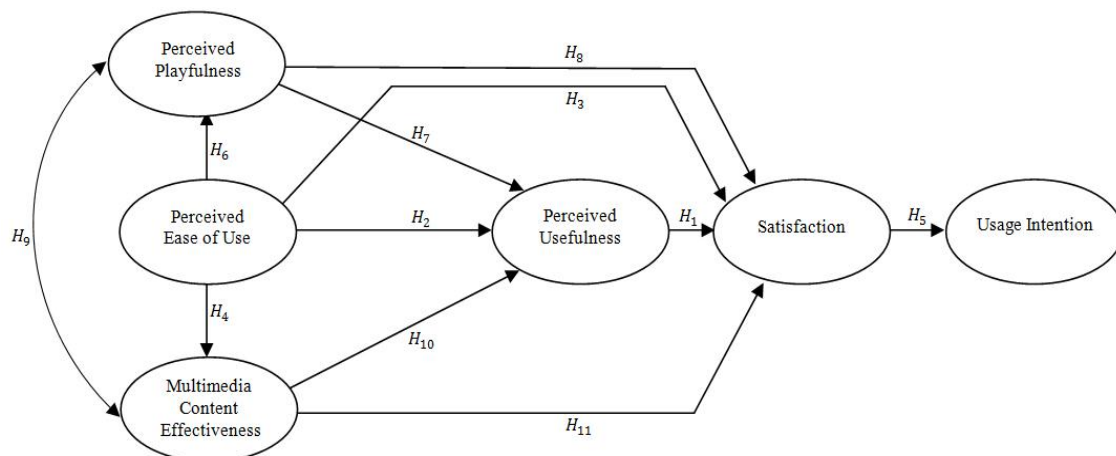 Perceived
Playfulness
H₈
H₃
H₇
H₆
Perceived
Ease of Use
H₂
Perceived
Usefulness
H₁
Satisfaction
H₅
Usage Intention
H₉
H₄
H₁₀
Multimedia
Content
Effectiveness
H₁₁